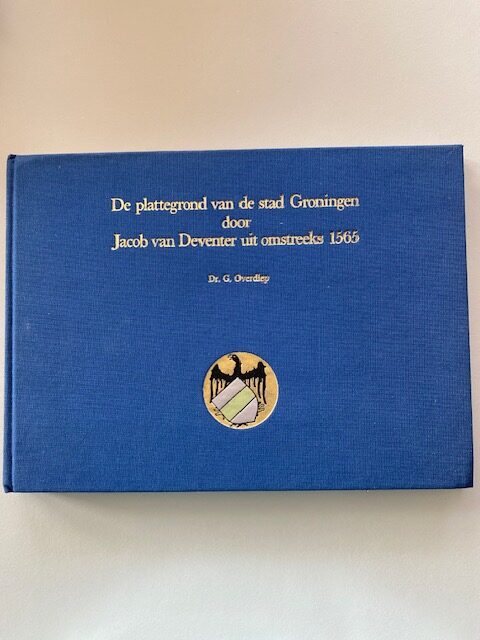 De plattegrond van de stad Groningen
door
Jacob van Deventer uit omstreeks 1565
Dr. G. Overdiep